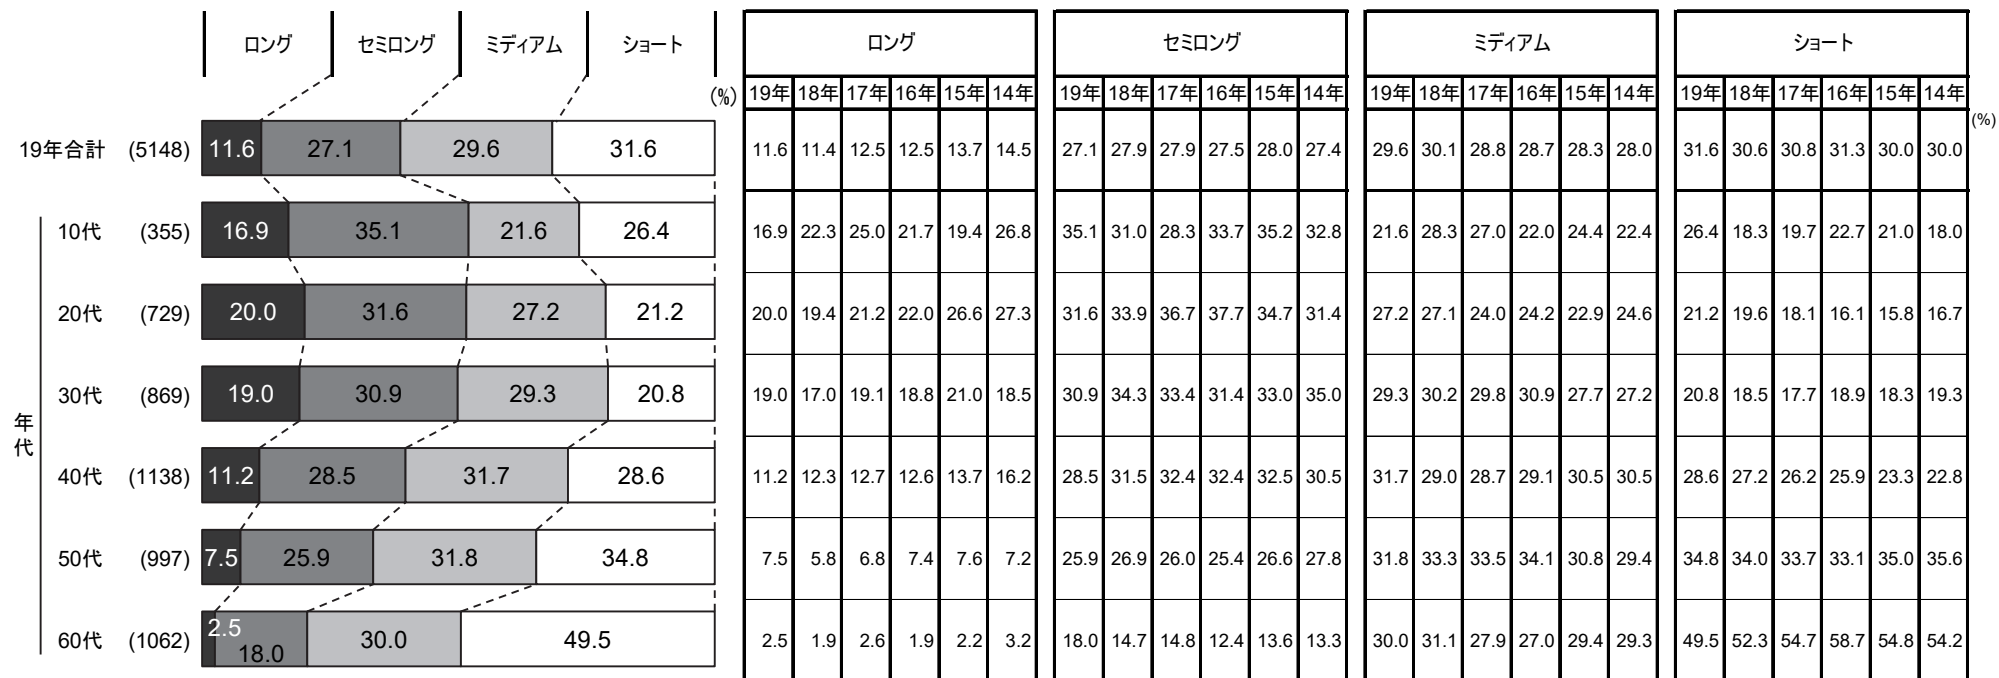 ロング セミロング ミディアム ショート ロング セミロング ミディアム ショート
(%) 19年 18年 17年 16年 15年 14年 19年 18年 17年 16年 15年 14年 19年 18年 17年 16年 15年 14年 19年 18年 17年 16年 15年 14年
(%)
19年合計 (5148) 11.6 27.1 29.6 31.6 11.6 11.4 12.5 12.5 13.7 14.5 27.1 27.9 27.9 27.5 28.0 27.4 29.6 30.1 28.8 28.7 28.3 28.0 31.6 30.6 30.8 31.3 30.0 30.0
年代
10代 (355) 16.9 35.1 21.6 26.4 16.9 22.3 25.0 21.7 19.4 26.8 35.1 31.0 28.3 33.7 35.2 32.8 21.6 28.3 27.0 22.0 24.4 22.4 26.4 18.3 19.7 22.7 21.0 18.0
20代 (729) 20.0 31.6 27.2 21.2 20.0 19.4 21.2 22.0 26.6 27.3 31.6 33.9 36.7 37.7 34.7 31.4 27.2 27.1 24.0 24.2 22.9 24.6 21.2 19.6 18.1 16.1 15.8 16.7
30代 (869) 19.0 30.9 29.3 20.8 19.0 17.0 19.1 18.8 21.0 18.5 30.9 34.3 33.4 31.4 33.0 35.0 29.3 30.2 29.8 30.9 27.7 27.2 20.8 18.5 17.7 18.9 18.3 19.3
40代 (1138) 11.2 28.5 31.7 28.6 11.2 12.3 12.7 12.6 13.7 16.2 28.5 31.5 32.4 32.4 32.5 30.5 31.7 29.0 28.7 29.1 30.5 30.5 28.6 27.2 26.2 25.9 23.3 22.8
50代 (997) 7.5 25.9 31.8 34.8 7.5 5.8 6.8 7.4 7.6 7.2 25.9 26.9 26.0 25.4 26.6 27.8 31.8 33.3 33.5 34.1 30.8 29.4 34.8 34.0 33.7 33.1 35.0 35.6
60代 (1062) 2.5 18.0 30.0 49.5 2.5 1.9 2.6 1.9 2.2 3.2 18.0 14.7 14.8 12.4 13.6 13.3 30.0 31.1 27.9 27.0 29.4 29.3 49.5 52.3 54.7 58.7 54.8 54.2